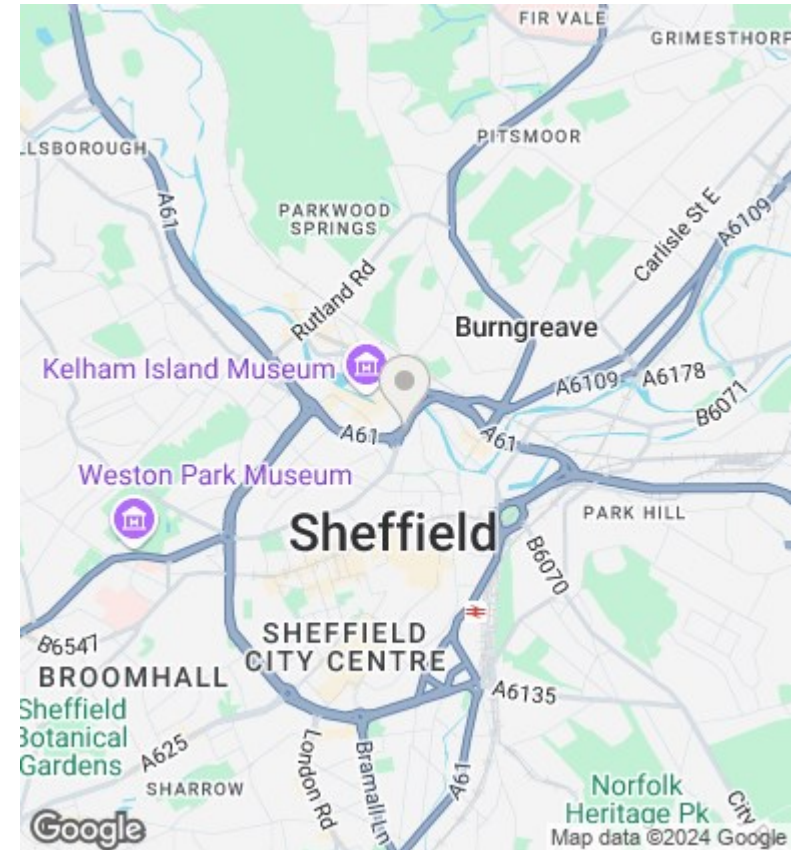 FIR VALE
GRIMESTHORP
PITSMOOR
LLSBOROUGH
A61
PARKWOOD
SPRINGS
Carlisle St E
A6109
Rutland Rd
Burngreave
Kelham Island Museum
A6109
A6178
B6071
A61
A61
Weston Park Museum
Sheffield
PARK HILL
B6070
SHEFFIELD
CITY CENTRE
B6547
BROOMHALL
A6135
Sheffield
Botanical
Gardens
A625
SHARROW
London Rd
Bramall Ln
A61
Norfolk
Heritage Pk
City
Google
Map data ©2024 Google